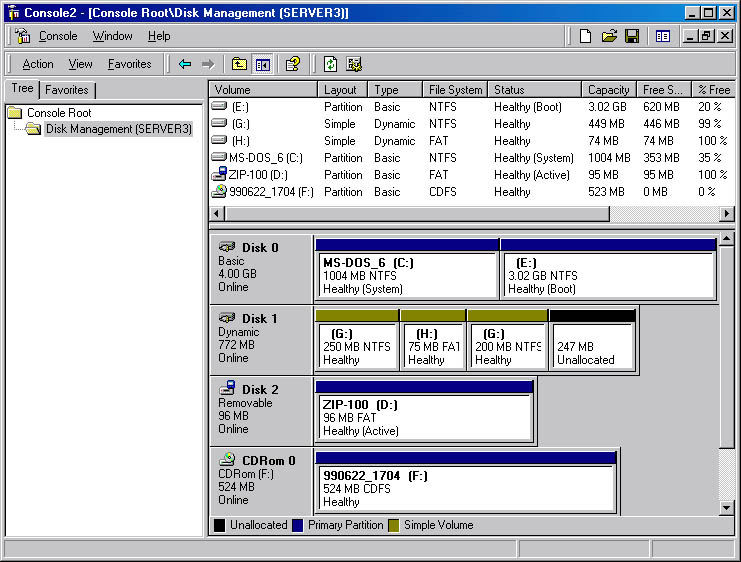 Console2 - [Console Root\Disk Management (SERVER3)]
Console Window Help
Action View Favorites
Tree Favorites
Console Root
Disk Management (SERVER3)
Volume Layout Type File System Status Capacity Free S... % Free
(E:) Partition Basic NTFS Healthy (Boot) 3.02 GB 620 MB 20 %
(G:) Simple Dynamic NTFS Healthy 449 MB 446 MB 99 %
(H:) Simple Dynamic FAT Healthy 74 MB 74 MB 100 %
MS-DOS_6 (C:) Partition Basic NTFS Healthy (System) 1004 MB 353 MB 35 %
ZIP-100 (D:) Partition Basic FAT Healthy (Active) 95 MB 95 MB 100 %
990622_1704 (F:) Partition Basic CDFS Healthy 523 MB 0 MB 0 %
Disk 0
Basic
4.00 GB
Online
MS-DOS_6 (C:)
1004 MB NTFS
Healthy (System)
(E:)
3.02 GB NTFS
Healthy (Boot)
Disk 1
Dynamic
772 MB
Online
(G:)
250 MB NTFS
Healthy
(H:)
75 MB FAT
Healthy
(G:)
200 MB NTFS
Healthy
247 MB
Unallocated
Disk 2
Removable
96 MB
Online
ZIP-100 (D:)
96 MB FAT
Healthy (Active)
CDRom 0
CDRom (F:)
524 MB
Online
990622_1704 (F:)
524 MB CDFS
Healthy
Unallocated Primary Partition Simple Volume